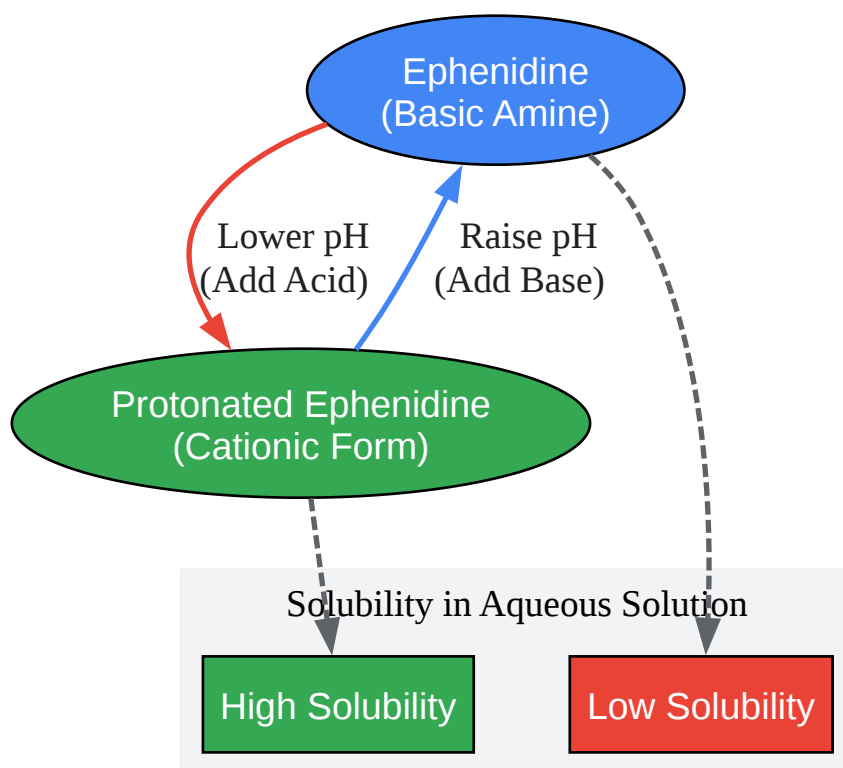 Ephenidine
(Basic Amine)
Lower pH
(Add Acid)
Raise pH
(Add Base)
Protonated Ephenidine
(Cationic Form)
Solubility in Aqueous Solution
High Solubility
Low Solubility